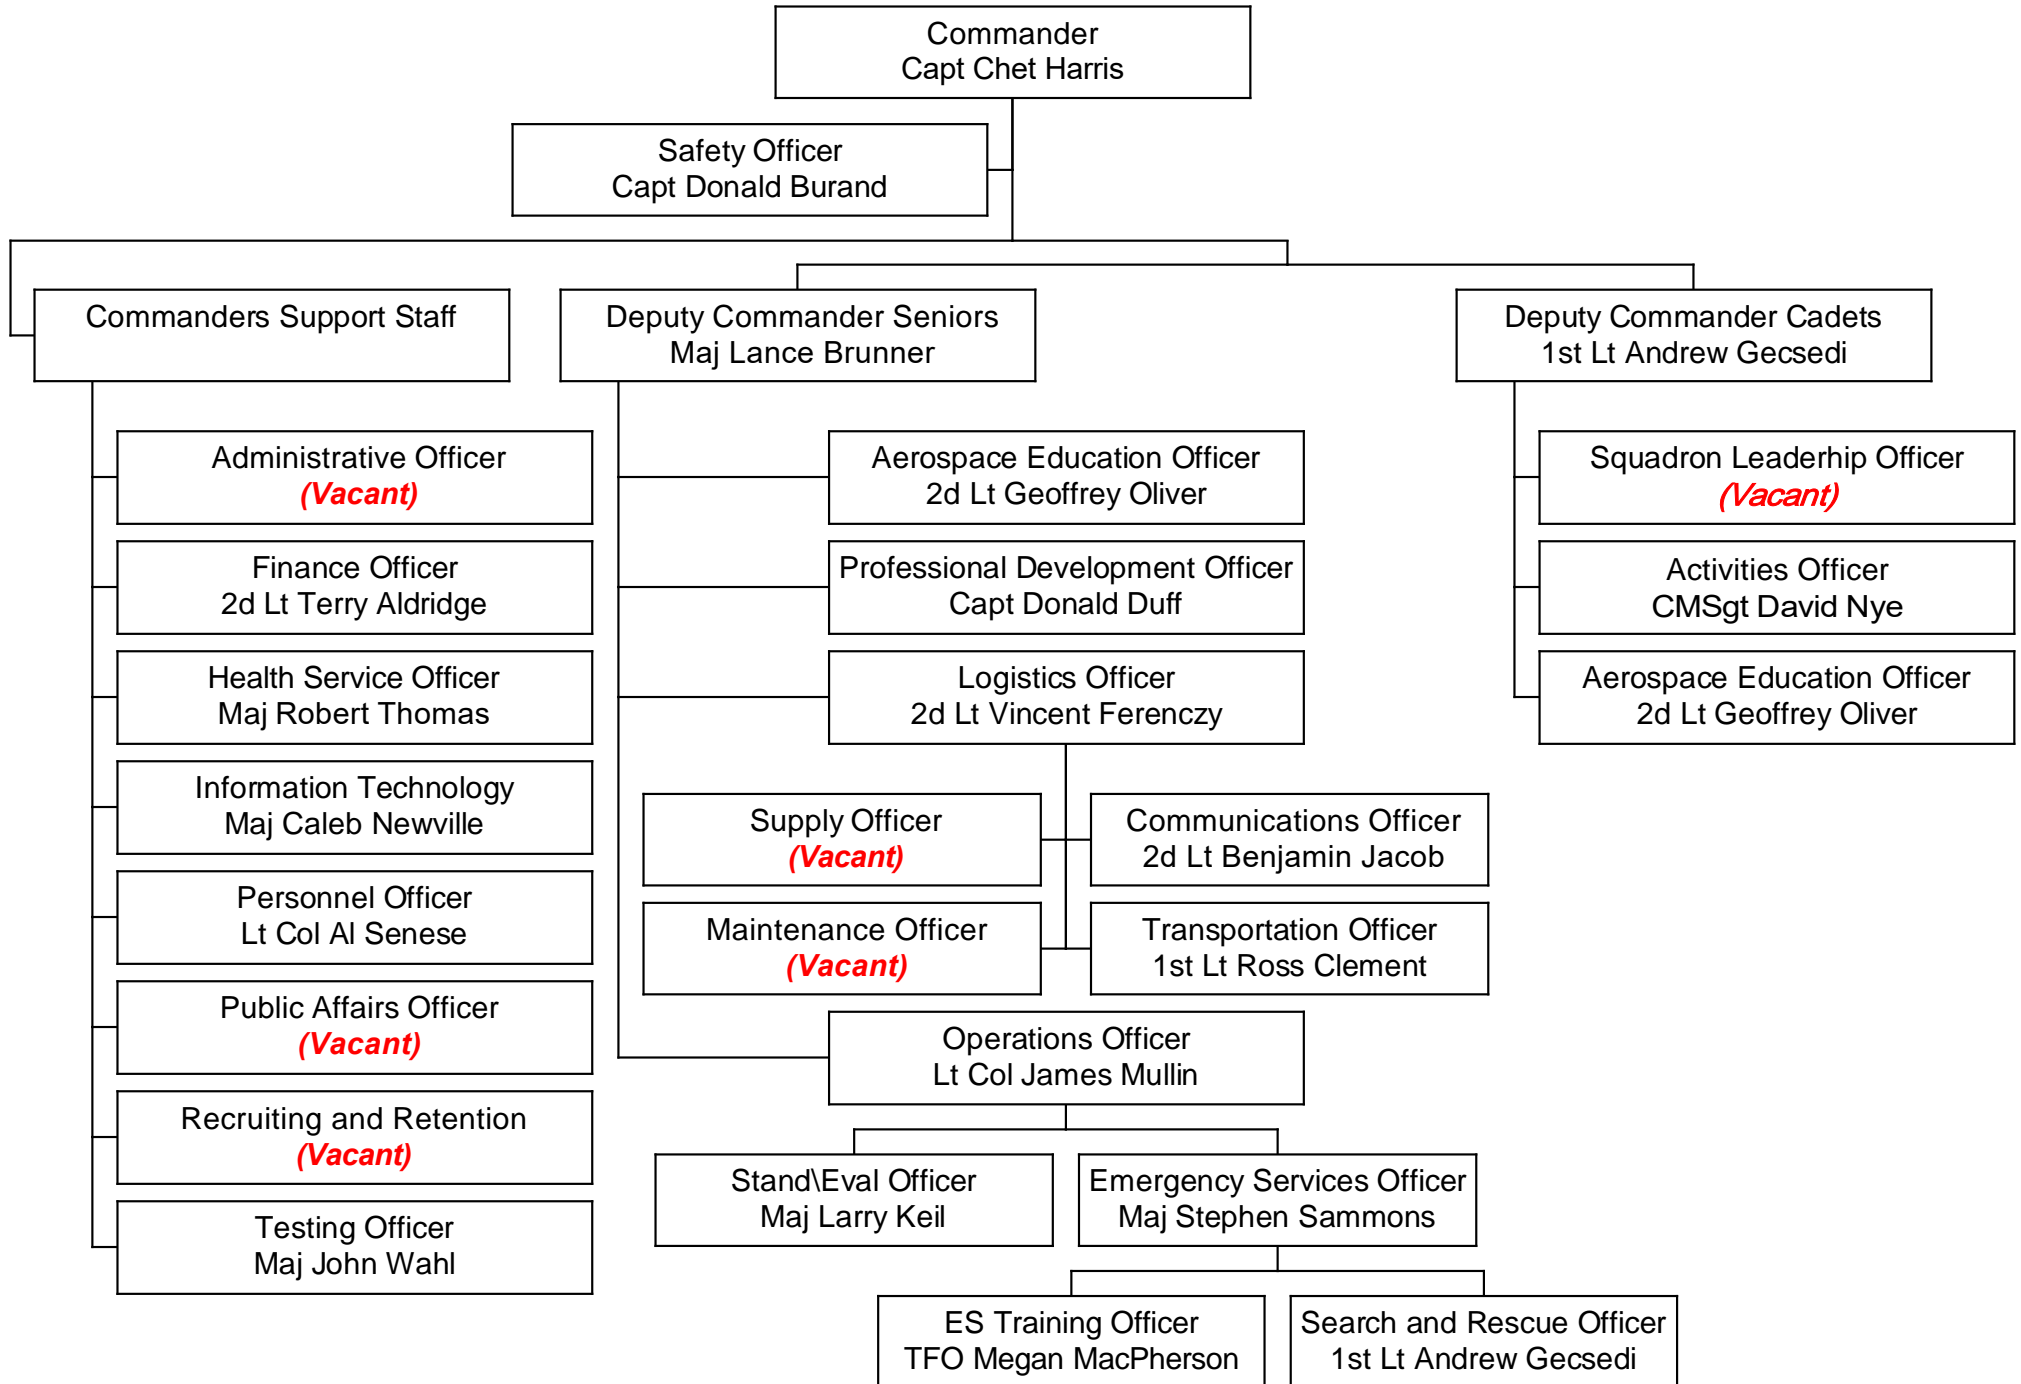 Commander
Capt Chet Harris
Safety Officer
Capt Donald Burand
Commanders Support Staff
Deputy Commander Seniors
Maj Lance Brunner
Deputy Commander Cadets
1st Lt Andrew Gecsedi
Administrative Officer
(Vacant)
Finance Officer
2d Lt Terry Aldridge
Health Service Officer
Maj Robert Thomas
Information Technology
Maj Caleb Newville
Personnel Officer
Lt Col Al Senese
Public Affairs Officer
(Vacant)
Recruiting and Retention
(Vacant)
Testing Officer
Maj John Wahl
Aerospace Education Officer
2d Lt Geoffrey Oliver
Professional Development Officer
Capt Donald Duff
Logistics Officer
2d Lt Vincent Ferenczy
Supply Officer
(Vacant)
Communications Officer
2d Lt Benjamin Jacob
Maintenance Officer
(Vacant)
Transportation Officer
1st Lt Ross Clement
Operations Officer
Lt Col James Mullin
Stand\Eval Officer
Maj Larry Keil
Emergency Services Officer
Maj Stephen Sammons
ES Training Officer
TFO Megan MacPherson
Search and Rescue Officer
1st Lt Andrew Gecsedi
Squadron Leaderhip Officer
(Vacant)
Activities Officer
CMSgt David Nye
Aerospace Education Officer
2d Lt Geoffrey Oliver